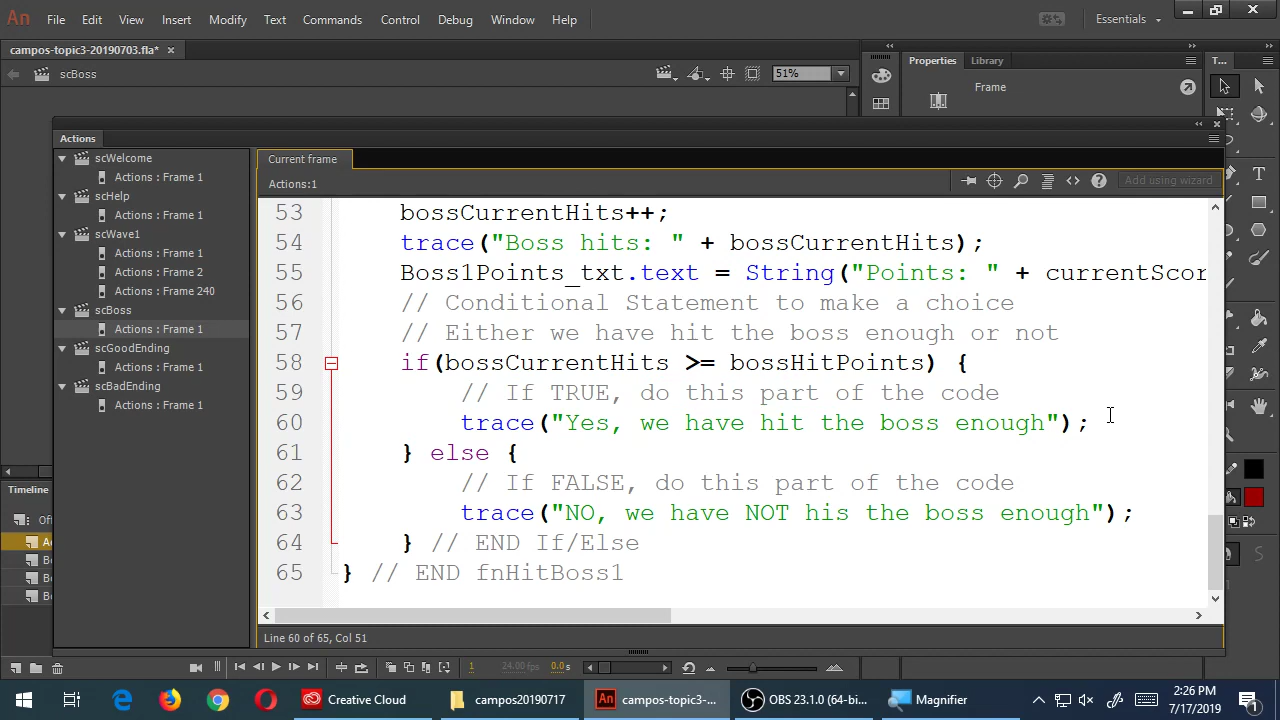 An File Edit View Insert Modify Text Commands Control Debug Window Help Essentials
campos-topic3-20190703.fla* ×
scBoss 51%
Properties Library
Frame
Actions
scWelcome
Actions : Frame 1
scHelp
Actions : Frame 1
scWave1
Actions : Frame 1
Actions : Frame 2
Actions : Frame 240
scBoss
Actions : Frame 1
scGoodEnding
Actions : Frame 1
scBadEnding
Actions : Frame 1
Current frame
Actions:1 Add using wizard
53 bossCurrentHits++;
54 trace("Boss hits: " + bossCurrentHits);
55 Boss1Points_txt.text = String("Points: " + currentScor
56 // Conditional Statement to make a choice
57 // Either we have hit the boss enough or not
58 if(bossCurrentHits >= bossHitPoints) {
59 // If TRUE, do this part of the code
60 trace("Yes, we have hit the boss enough");
61 } else {
62 // If FALSE, do this part of the code
63 trace("NO, we have NOT his the boss enough");
64 } // END If/Else
65 } // END fnHitBoss1
Line 60 of 65, Col 51
Timeline
1 24.00 fps 0.0 s
Creative Cloud campos20190717 campos-topic3-... OBS 23.1.0 (64-bi... Magnifier
2:26 PM
7/17/2019